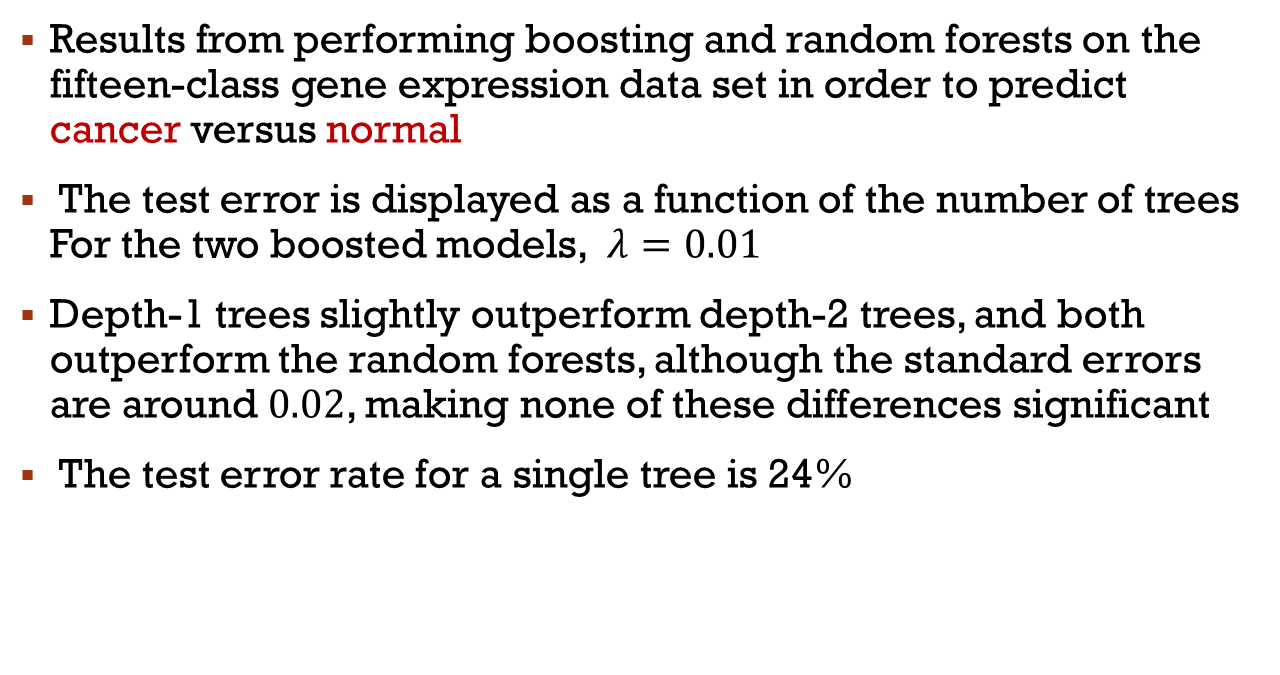 ▪ Results from performing boosting and random forests on the
fifteen-class gene expression data set in order to predict
cancer versus normal
▪ The test error is displayed as a function of the number of trees
For the two boosted models, λ = 0.01
▪ Depth-1 trees slightly outperform depth-2 trees, and both
outperform the random forests, although the standard errors
are around 0.02, making none of these differences significant
▪ The test error rate for a single tree is 24%